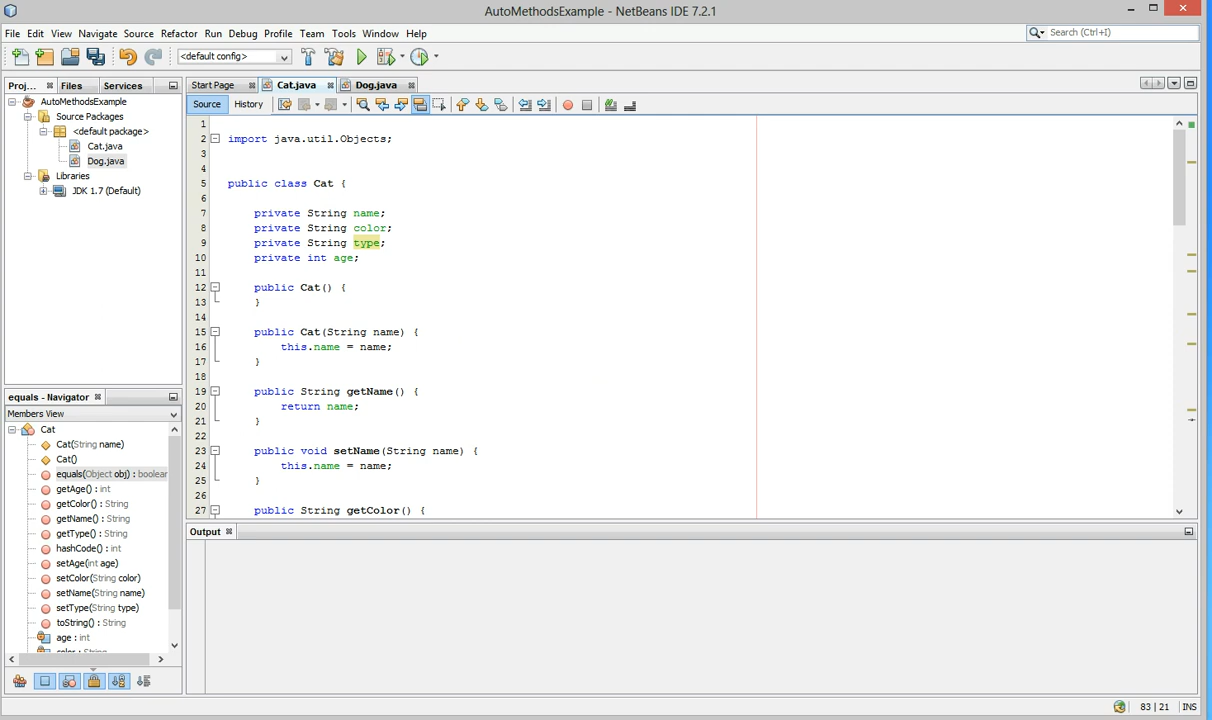 AutoMethodsExample - NetBeans IDE 7.2.1
File Edit View Navigate Source Refactor Run Debug Profile Team Tools Window Help
Search (Ctrl+I)
<default config>
Proj... Files Services
Start Page Cat.java Dog.java
Source History
AutoMethodsExample
Source Packages
<default package>
Cat.java
Dog.java
Libraries
JDK 1.7 (Default)
1
2 import java.util.Objects;
3
4
5 public class Cat {
6
7 private String name;
8 private String color;
9 private String type;
10 private int age;
11
12 public Cat() {
13 }
14
15 public Cat(String name) {
16 this.name = name;
17 }
18
19 public String getName() {
20 return name;
21 }
22
23 public void setName(String name) {
24 this.name = name;
25 }
26
27 public String getColor() {
equals - Navigator
Members View
Cat
Cat(String name)
Cat()
equals(Object obj) : boolear
getAge() : int
getColor() : String
getName() : String
getType() : String
hashCode() : int
setAge(int age)
setColor(String color)
setName(String name)
setType(String type)
toString() : String
age : int
color : String
Output
83 | 21 INS